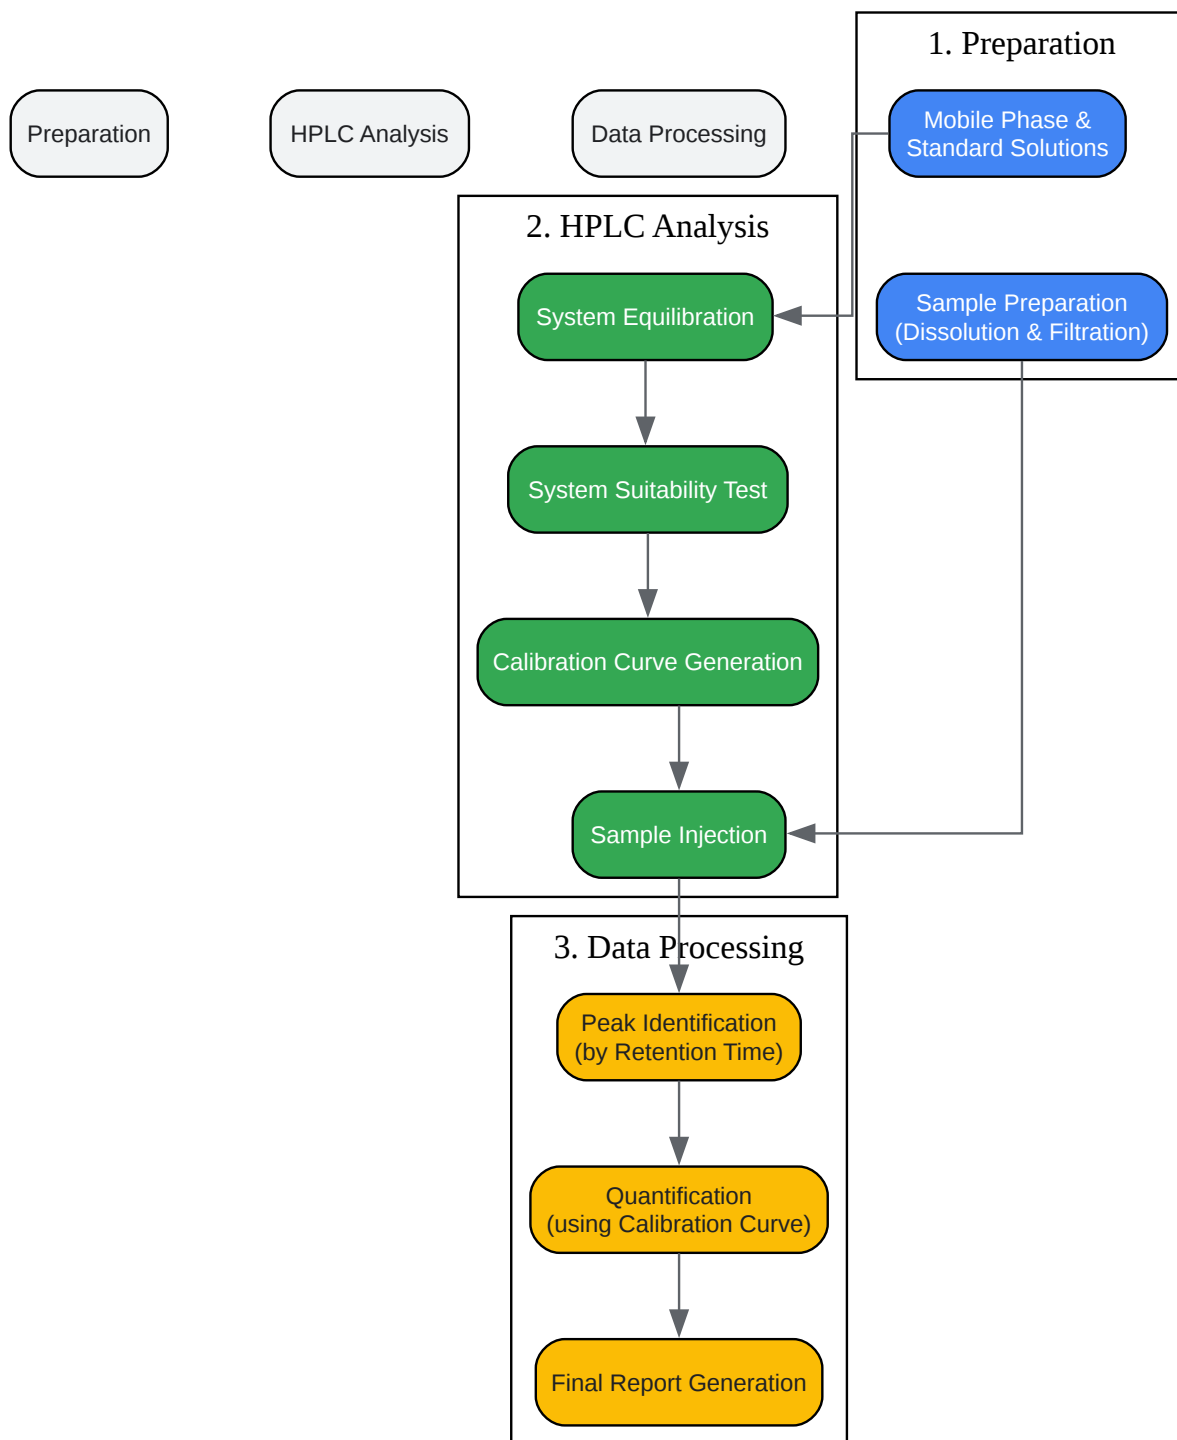 1. Preparation
Preparation
HPLC Analysis
Data Processing
Mobile Phase &
Standard Solutions
2. HPLC Analysis
System Equilibration
Sample Preparation
(Dissolution & Filtration)
System Suitability Test
Calibration Curve Generation
Sample Injection
3. Data Processing
Peak Identification
(by Retention Time)
Quantification
(using Calibration Curve)
Final Report Generation